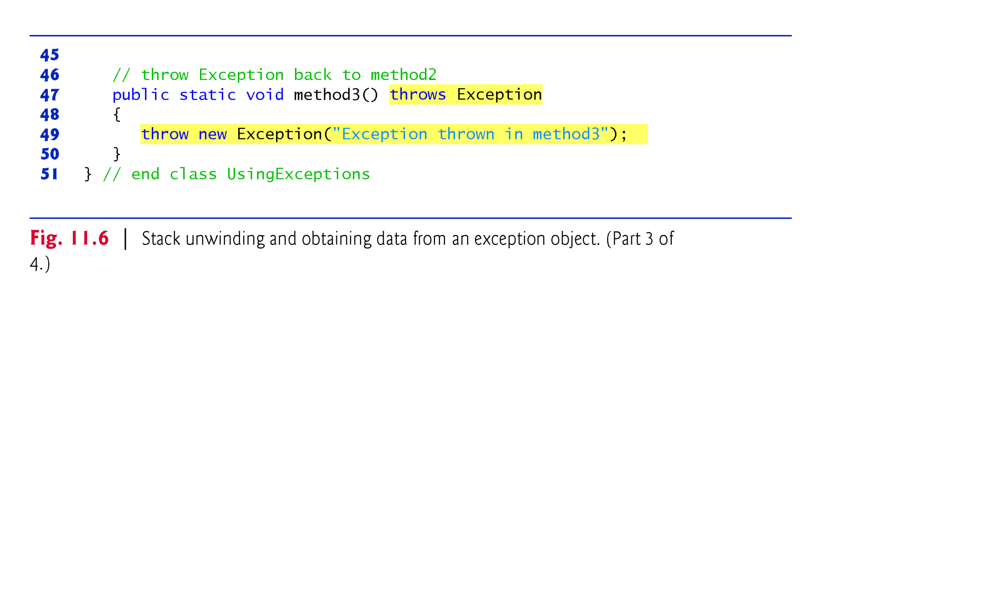 45
46 // throw Exception back to method2
47 public static void method3() throws Exception
48 {
49 throw new Exception("Exception thrown in method3");
50 }
51 } // end class UsingExceptions
Fig. 11.6 | Stack unwinding and obtaining data from an exception object. (Part 3 of
4.)